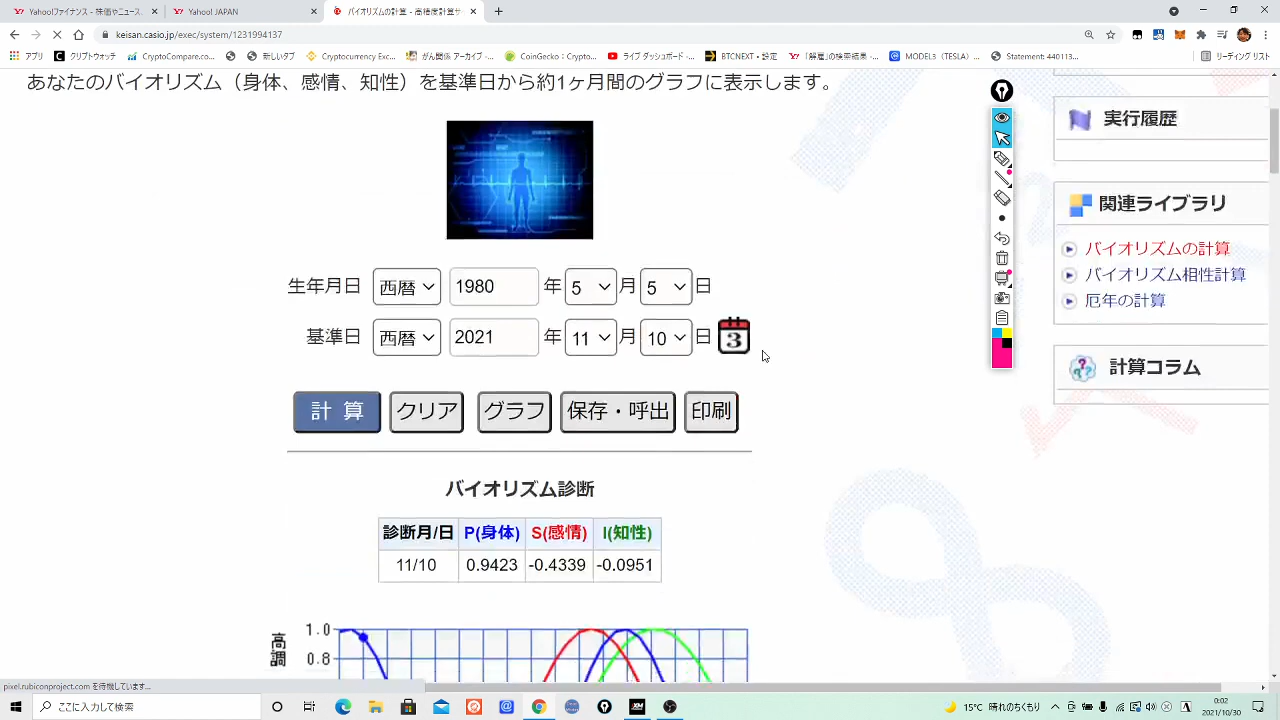 Yahoo!ファイナンス - 株価やニュース
Yahoo! JAPAN
バイオリズムの計算 - 高精度計算サ
keisan.casio.jp/exec/system/1231994137
アプリ
クリプトウォッチ
CryptoCompare...
新しいタブ
Cryptocurrency Exc...
がん関係イーサネット...
CoinGecko：Crypto...
ライブダッシュボード...
BTCNEXT・設定
「解雇」の検索結果 -...
MODEL3（TESLA）...
Statement: 440113...
リーディング リスト
あなたのバイオリズム（身体、感情、知性）を基準日から約1ヶ月間のグラフに表示します。
実行履歴
関連ライブラリ
バイオリズムの計算
バイオリズム相性計算
厄年の計算
計算コラム
生年月日 西暦 1980 年 5 月 5 日
基準日 西暦 2021 年 11 月 10 日 3
計 算 クリア グラフ 保存・呼出 印刷
バイオリズム診断
診断月/日 P(身体) S(感情) I(知性)
11/10 0.9423 -0.4339 -0.0951
高調
1.0
0.8
pixel.rubiconproject.com を待機しています...
ここに入力して検索
XM
15°C 晴れのちくもり
A
0:02
2021/10/30